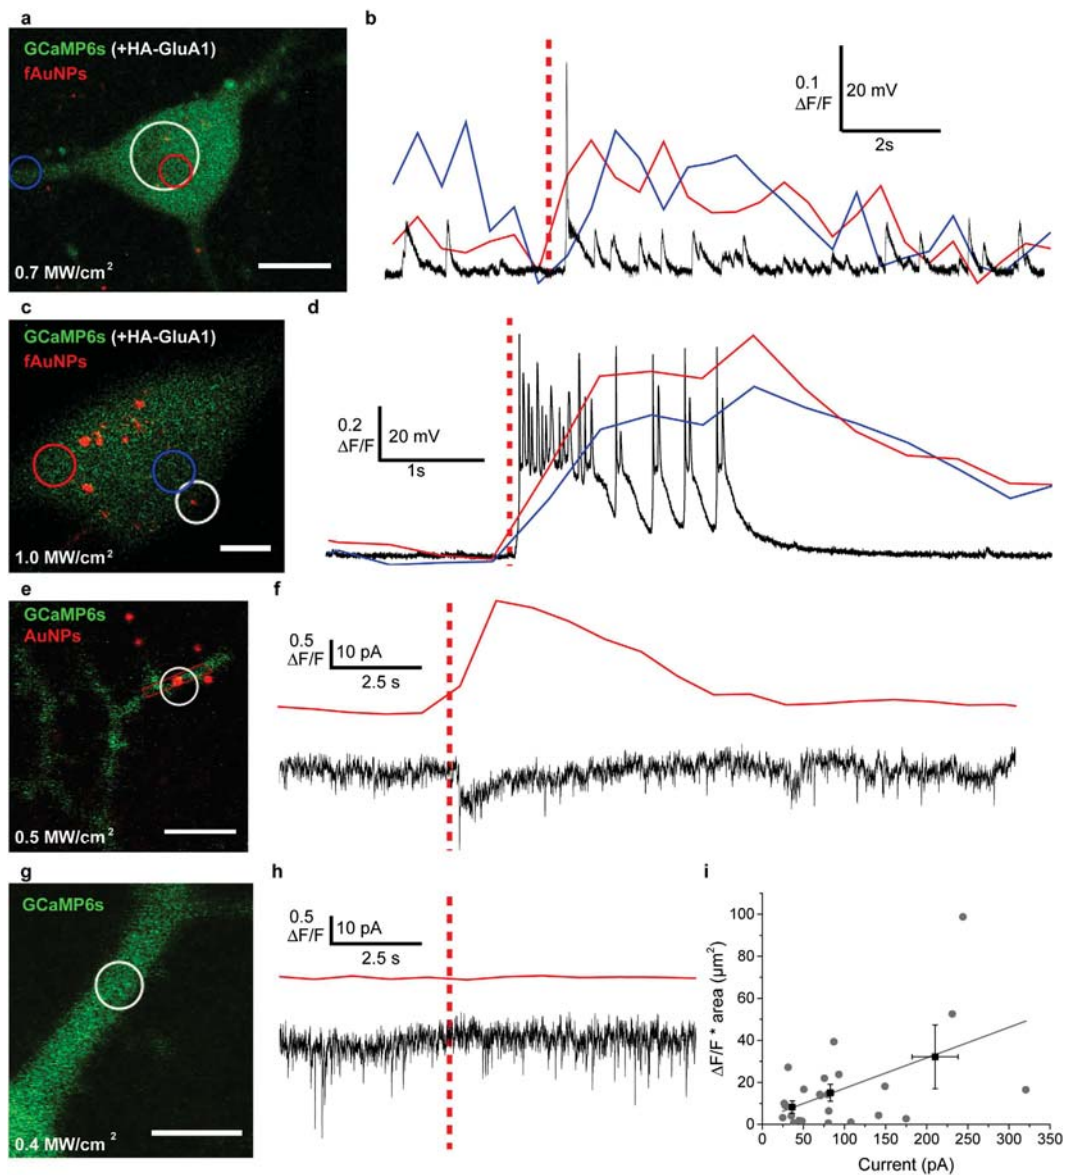 a
GCaMP6s (+HA-GluA1)
fAuNPs
0.7 MW/cm²
b
0.1
ΔF/F
20 mV
2s
c
GCaMP6s (+HA-GluA1)
fAuNPs
1.0 MW/cm²
d
0.2
ΔF/F
20 mV
1s
e
GCaMP6s
AuNPs
0.5 MW/cm²
f
0.5
ΔF/F
10 pA
2.5 s
g
GCaMP6s
0.4 MW/cm²
h
0.5
ΔF/F
10 pA
2.5 s
i
ΔF/F * area (µm²)
100
80
60
40
20
0
0 50 100 150 200 250 300 350
Current (pA)